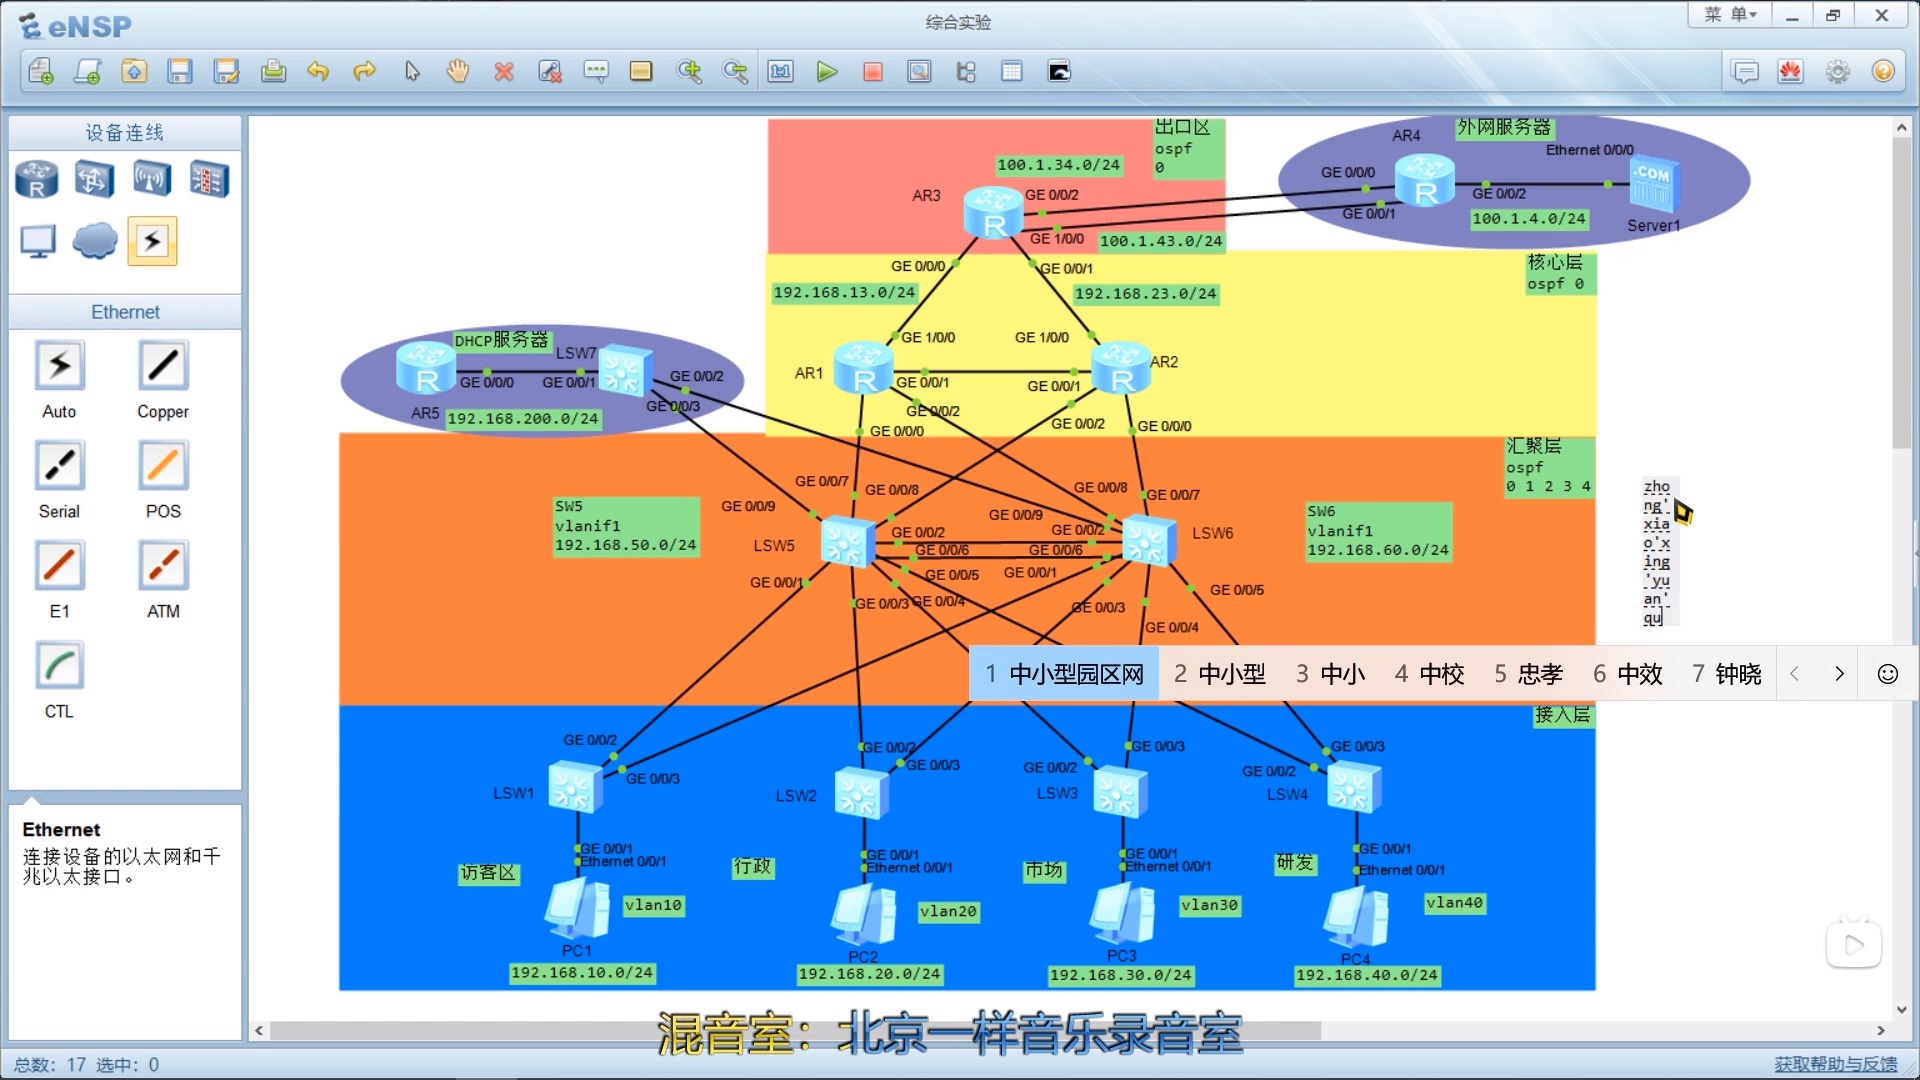 eNSP
综合实验
菜 单
设备连线
Ethernet
Auto
Copper
Serial
POS
E1
ATM
CTL
Ethernet
连接设备的以太网和千
兆以太接口。
出口区
ospf
0
100.1.34.0/24
AR3
GE 0/0/2
GE 1/0/0
100.1.43.0/24
AR4
外网服务器
Ethernet 0/0/0
GE 0/0/0
GE 0/0/2
GE 0/0/1
100.1.4.0/24
.COM
Server1
GE 0/0/0
GE 0/0/1
192.168.13.0/24
192.168.23.0/24
核心层
ospf 0
GE 1/0/0
GE 1/0/0
AR1
AR2
GE 0/0/1
GE 0/0/1
GE 0/0/2
GE 0/0/0
GE 0/0/2
GE 0/0/0
DHCP服务器
LSW7
GE 0/0/0
GE 0/0/1
GE 0/0/2
GE 0/0/3
AR5
192.168.200.0/24
汇聚层
ospf
0 1 2 3 4
GE 0/0/7
GE 0/0/8
GE 0/0/8
GE 0/0/7
GE 0/0/9
GE 0/0/9
SW5
vlanif1
192.168.50.0/24
SW6
vlanif1
192.168.60.0/24
LSW5
LSW6
GE 0/0/2
GE 0/0/2
GE 0/0/6
GE 0/0/6
GE 0/0/5
GE 0/0/1
GE 0/0/1
GE 0/0/5
GE 0/0/3
GE 0/0/4
GE 0/0/3
GE 0/0/4
zho
ng'
xia
o'x
ing
'yu
an'
qu
1 中小型园区网
2 中小型
3 中小
4 中校
5 忠孝
6 中效
7 钟晓
接入层
GE 0/0/2
GE 0/0/3
LSW1
GE 0/0/2
GE 0/0/3
LSW2
GE 0/0/2
GE 0/0/3
LSW3
GE 0/0/2
GE 0/0/3
LSW4
GE 0/0/1
Ethernet 0/0/1
访客区
vlan10
PC1
192.168.10.0/24
GE 0/0/1
Ethernet 0/0/1
行政
vlan20
PC2
192.168.20.0/24
GE 0/0/1
Ethernet 0/0/1
市场
vlan30
PC3
192.168.30.0/24
GE 0/0/1
Ethernet 0/0/1
研发
vlan40
PC4
192.168.40.0/24
混音室：北京一样音乐录音室
总数：17 选中：0
获取帮助与反馈